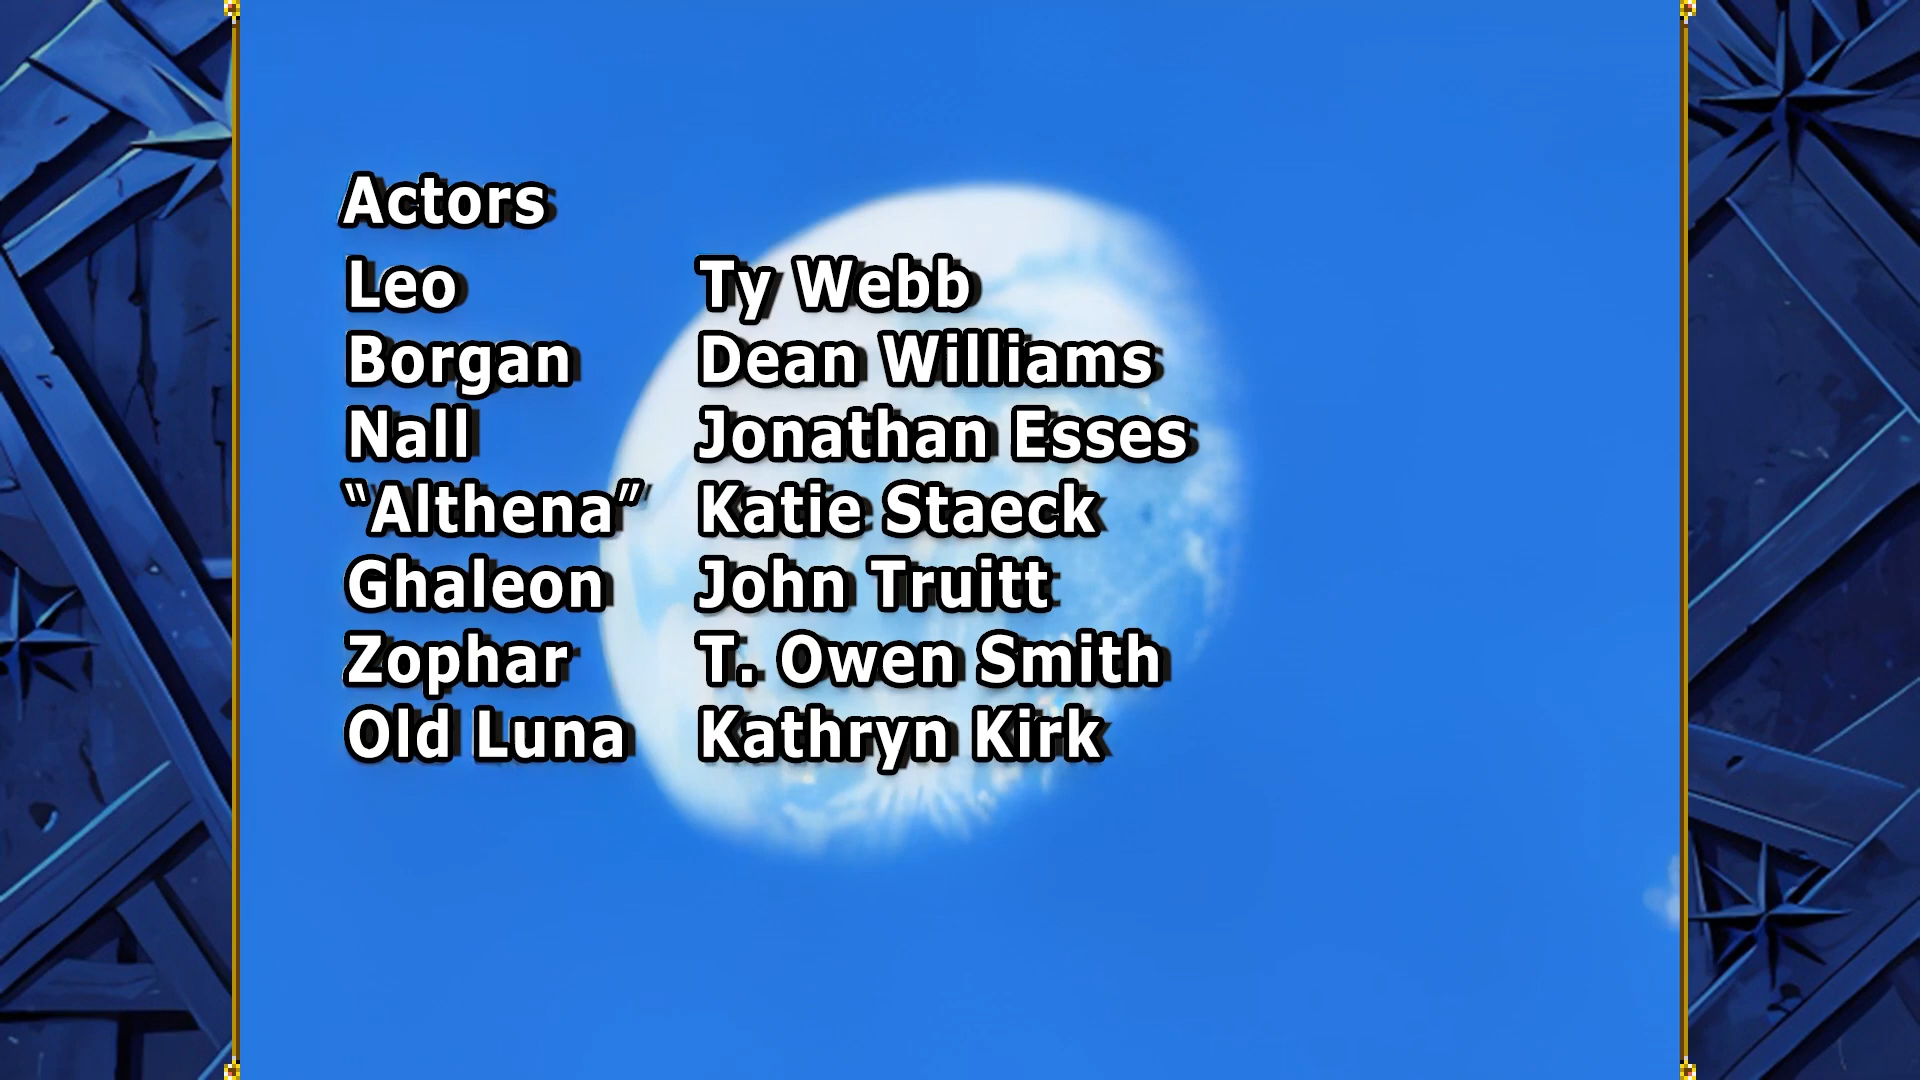 Actors
Leo Ty Webb
Borgan Dean Williams
Nall Jonathan Esses
“Althena” Katie Staeck
Ghaleon John Truitt
Zophar T. Owen Smith
Old Luna Kathryn Kirk